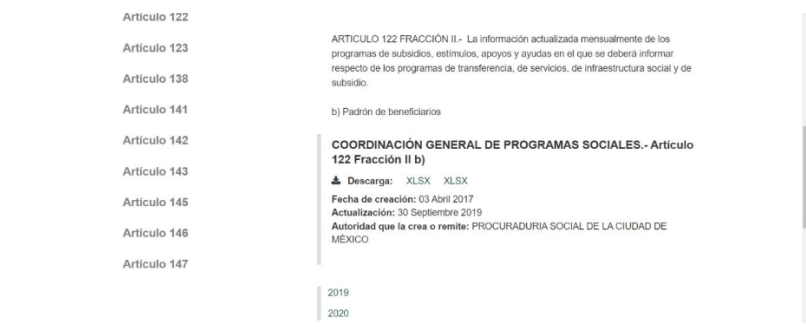 Artículo 122
Artículo 123
Artículo 138
Artículo 141
Artículo 142
Artículo 143
Artículo 145
Artículo 146
Artículo 147
ARTICULO 122 FRACCIÓN II.- La información actualizada mensualmente de los
programas de subsidios, estímulos, apoyos y ayudas en el que se deberá informar
respecto de los programas de transferencia, de servicios, de infraestructura social y de
subsidio.
b) Padrón de beneficiarios
COORDINACIÓN GENERAL DE PROGRAMAS SOCIALES.- Artículo
122 Fracción II b)
Descarga: XLSX XLSX
Fecha de creación: 03 Abril 2017
Actualización: 30 Septiembre 2019
Autoridad que la crea o remite: PROCURADURIA SOCIAL DE LA CIUDAD DE
MÉXICO
2019
2020